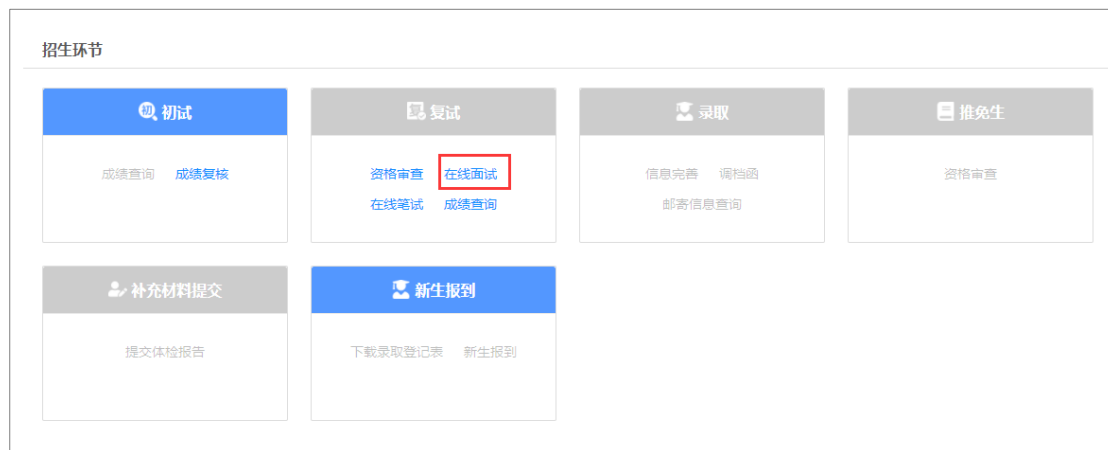 招生环节
初试
复试
录取
推免生
成绩查询 成绩复核
资格审查 在线面试
信息完善 调档函
资格审查
在线笔试 成绩查询
邮寄信息查询
补充材料提交
新生报到
提交体检报告
下载录取登记表 新生报到